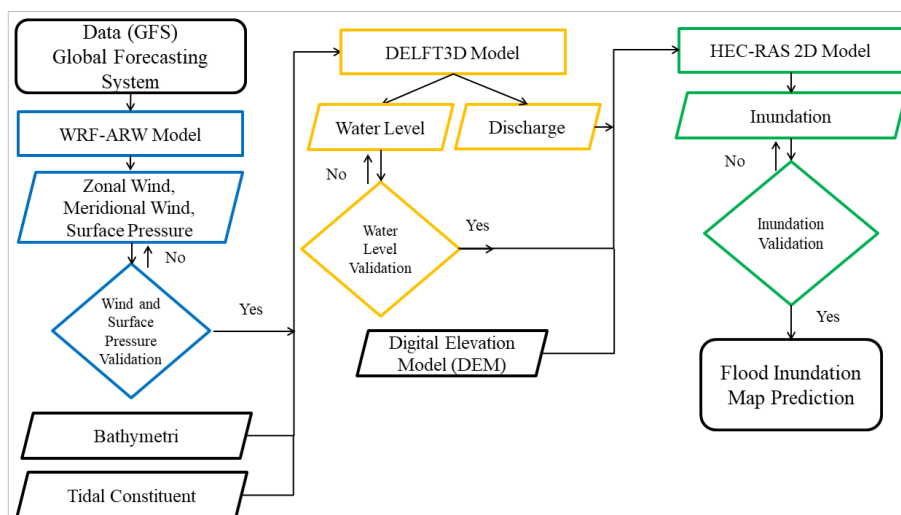 Data (GFS)
Global Forecasting
System
WRF-ARW Model
Zonal Wind,
Meridional Wind,
Surface Pressure
No
Wind and
Surface
Pressure
Validation
Yes
Bathymetri
Tidal Constituent
DELFT3D Model
Water Level
Discharge
No
Water
Level
Validation
Yes
Digital Elevation
Model (DEM)
HEC-RAS 2D Model
Inundation
No
Inundation
Validation
Yes
Flood Inundation
Map Prediction